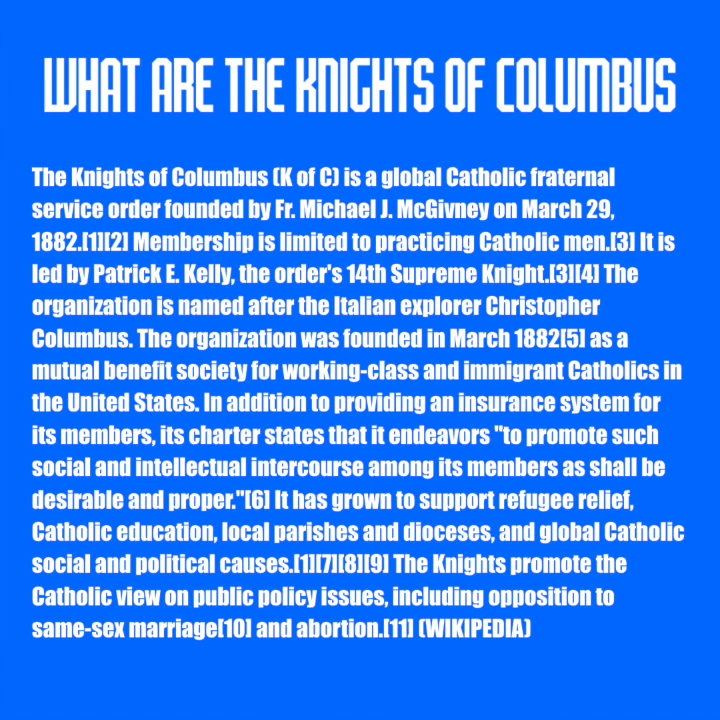 WHAT ARE THE KNIGHTS OF COLUMBUS
The Knights of Columbus (K of C) is a global Catholic fraternal
service order founded by Fr. Michael J. McGivney on March 29,
1882.[1][2] Membership is limited to practicing Catholic men.[3] It is
led by Patrick E. Kelly, the order's 14th Supreme Knight.[3][4] The
organization is named after the Italian explorer Christopher
Columbus. The organization was founded in March 1882[5] as a
mutual benefit society for working-class and immigrant Catholics in
the United States. In addition to providing an insurance system for
its members, its charter states that it endeavors "to promote such
social and intellectual intercourse among its members as shall be
desirable and proper."[6] It has grown to support refugee relief,
Catholic education, local parishes and dioceses, and global Catholic
social and political causes.[1][7][8][9] The Knights promote the
Catholic view on public policy issues, including opposition to
same-sex marriage[10] and abortion.[11] (WIKIPEDIA)